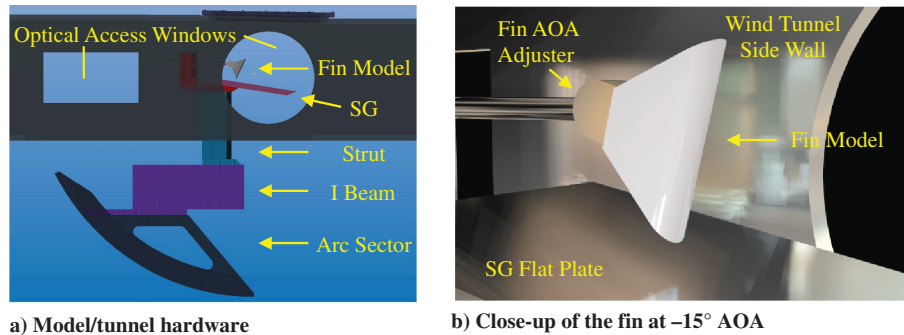 Optical Access Windows
Fin Model
SG
Strut
I Beam
Arc Sector
a) Model/tunnel hardware
Fin AOA
Adjuster
Wind Tunnel
Side Wall
Fin Model
SG Flat Plate
b) Close-up of the fin at –15° AOA